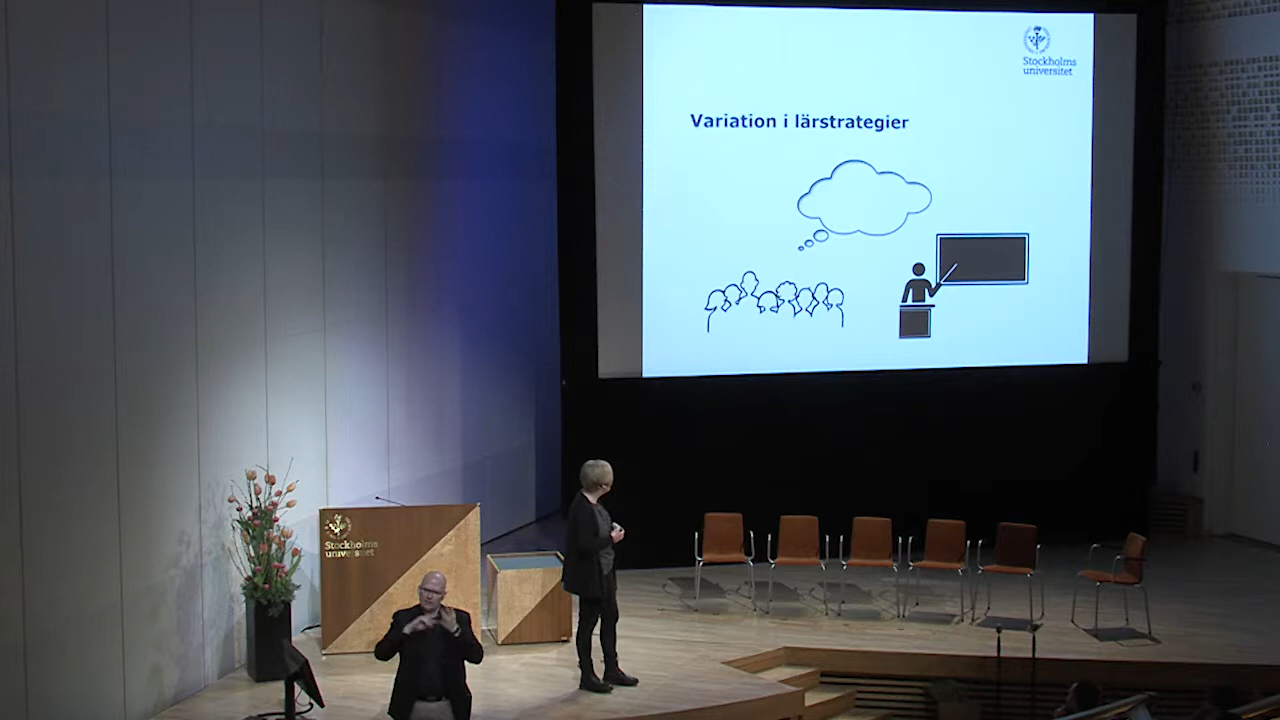 Stockholms
universitet
Variation i lärstrategier
Stockholms
universitet